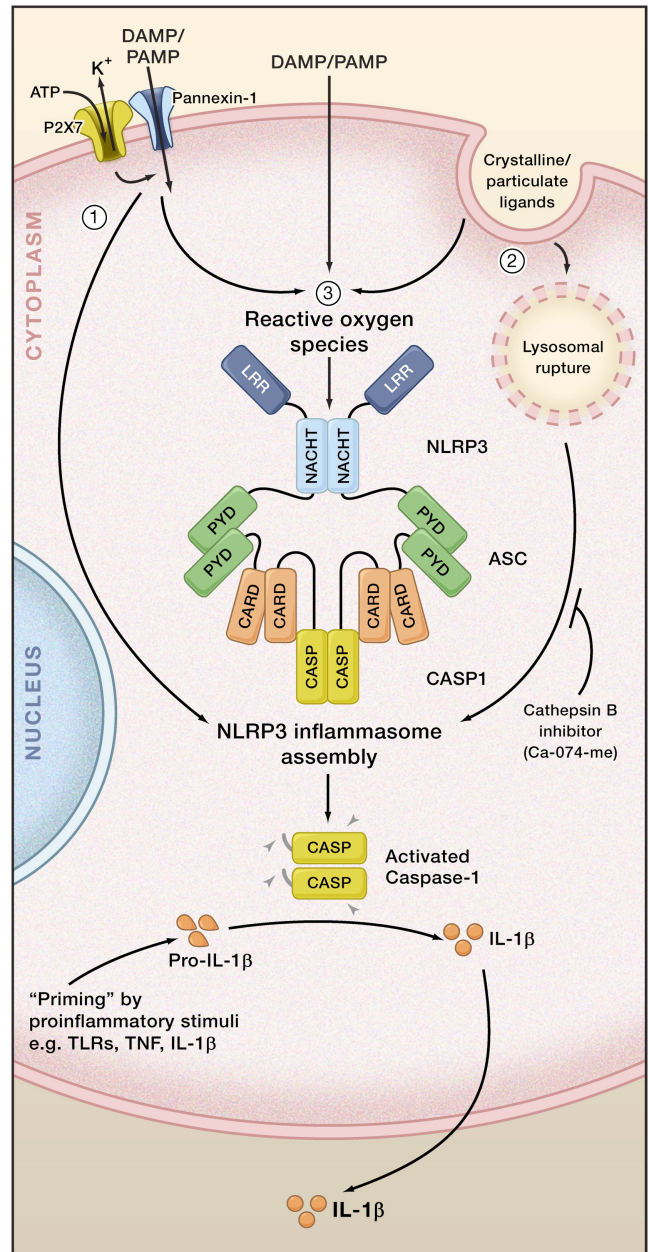 DAMP/
PAMP
K+
ATP
P2X7
Pannexin-1
DAMP/PAMP
Crystalline/
particulate
ligands
1
2
CYTOPLASM
3
Reactive oxygen
species
Lysosomal
rupture
LRR
LRR
NACHT
NACHT
NLRP3
PYD
PYD
PYD
PYD
ASC
CARD
CARD
CARD
CARD
CASP
CASP
CASP1
NUCLEUS
NLRP3 inflammasome
assembly
Cathepsin B
inhibitor
(Ca-074-me)
CASP
CASP
Activated
Caspase-1
Pro-IL-1β
IL-1β
“Priming” by
proinflammatory stimuli
e.g. TLRs, TNF, IL-1β
IL-1β